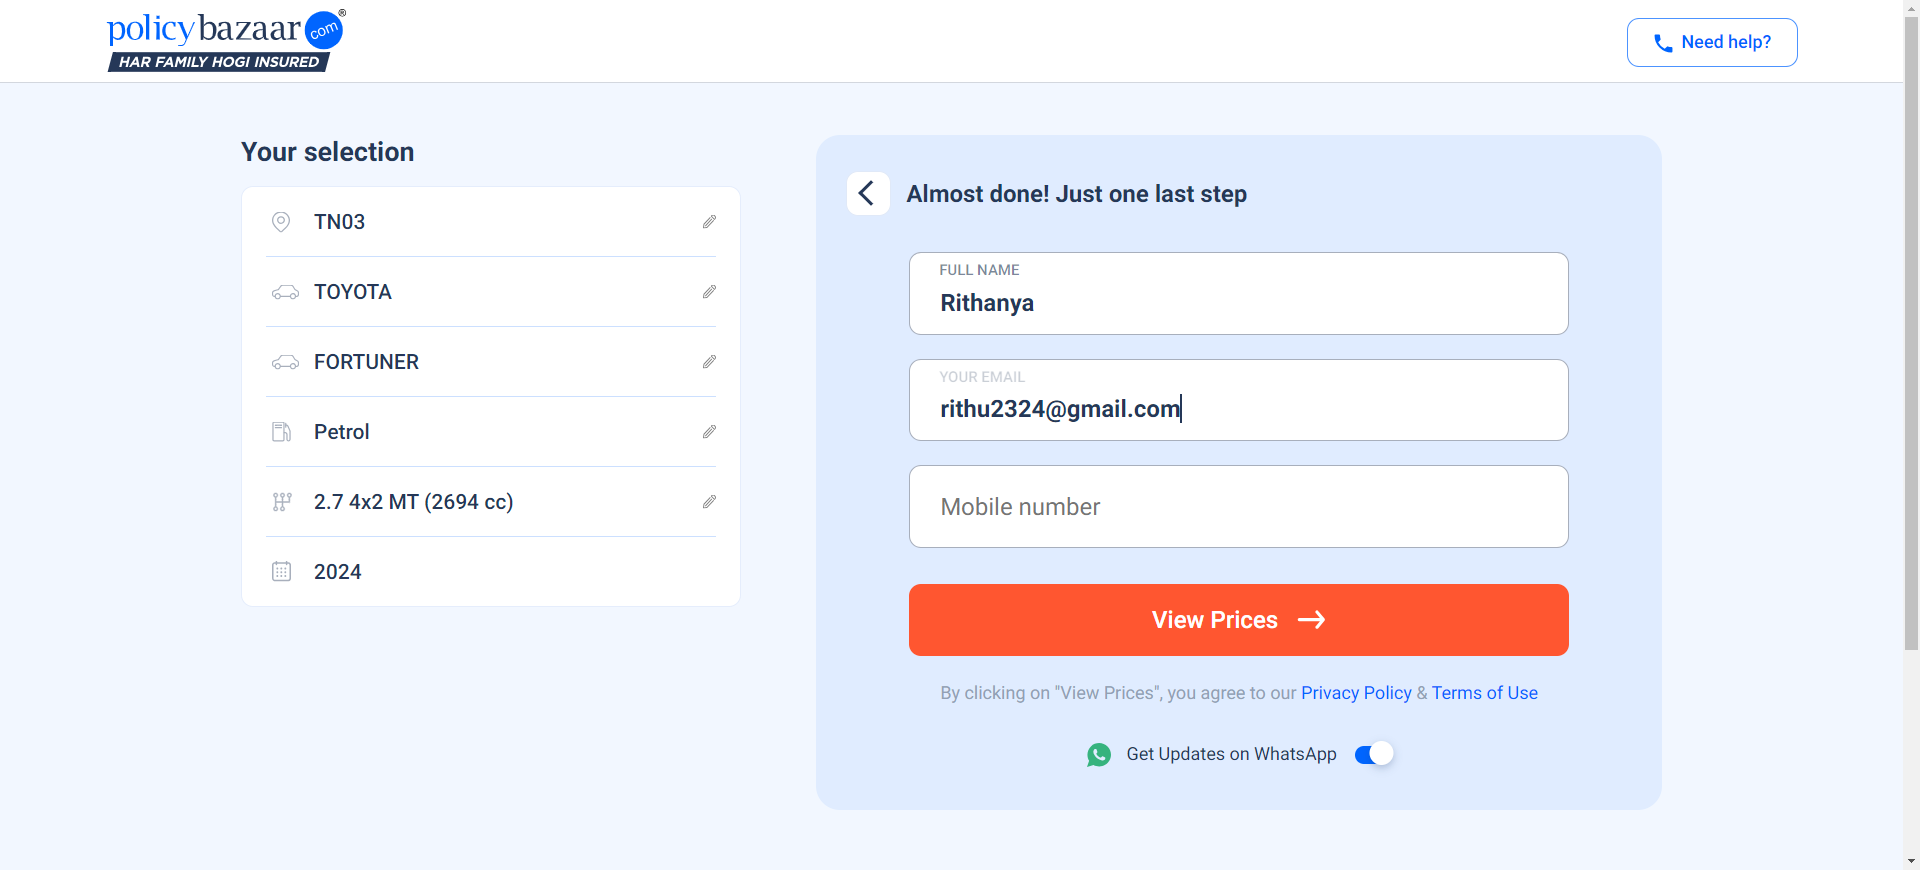 policybazaar.com®
HAR FAMILY HOGI INSURED
Need help?
Your selection
TN03
TOYOTA
FORTUNER
Petrol
2.7 4x2 MT (2694 cc)
2024
Almost done! Just one last step
FULL NAME
Rithanya
YOUR EMAIL
rithu2324@gmail.com
Mobile number
View Prices
By clicking on "View Prices", you agree to our Privacy Policy & Terms of Use
Get Updates on WhatsApp